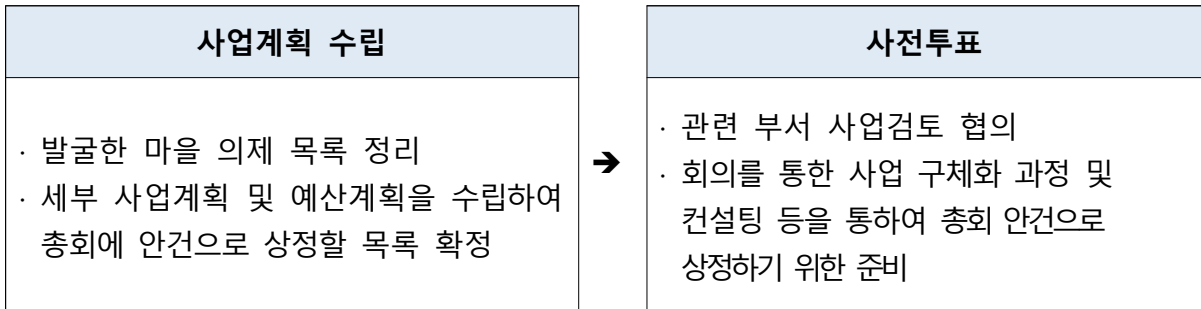 사업계획 수립
· 발굴한 마을 의제 목록 정리
· 세부 사업계획 및 예산계획을 수립하여
총회에 안건으로 상정할 목록 확정
➔
사전투표
· 관련 부서 사업검토 협의
· 회의를 통한 사업 구체화 과정 및
컨설팅 등을 통하여 총회 안건으로
상정하기 위한 준비